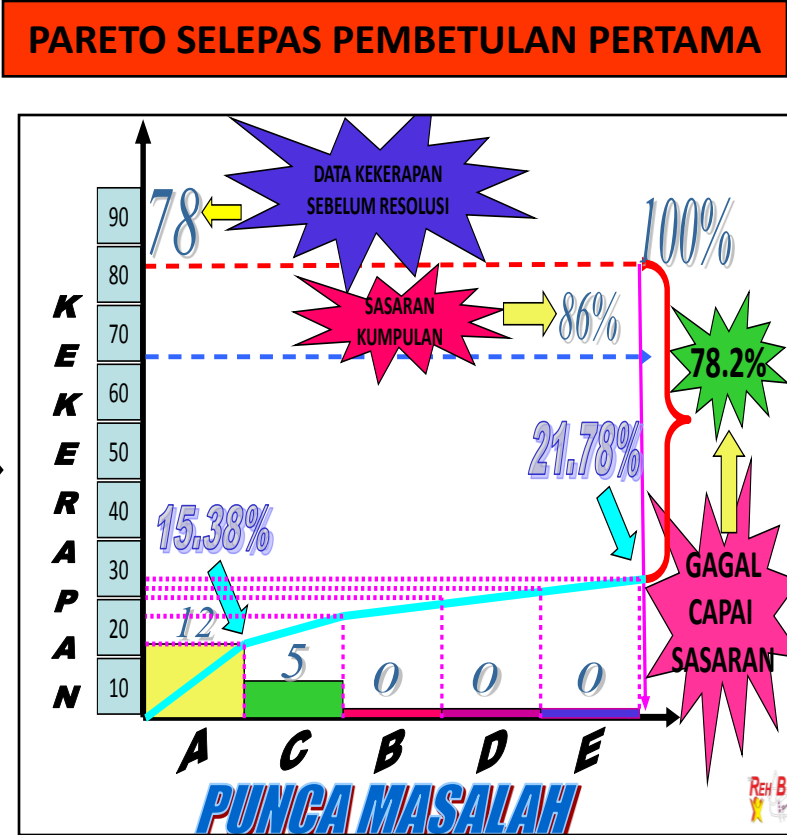 PARETO SELEPAS PEMBETULAN PERTAMA
DATA KEKERAPAN
SEBELUM RESOLUSI
78
100%
SASARAN
KUMPULAN
86%
78.2%
KEKERAPAN
90
80
70
60
50
40
30
20
10
21.78%
15.38%
GAGAL
CAPAI
SASARAN
12
5
0
0
0
A
C
B
D
E
PUNCA MASALAH
REH B